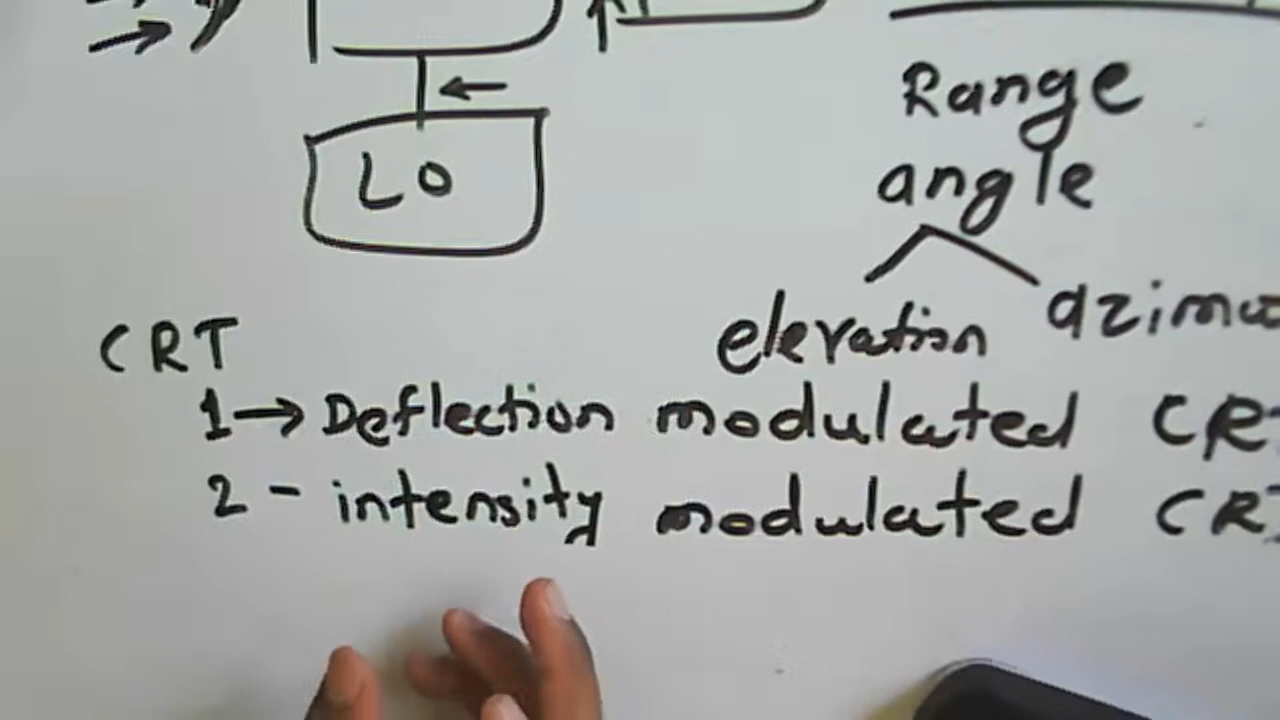 LO
Range
angle
elevation
CRT
1→ Deflection modulated
2 - intensity modulated